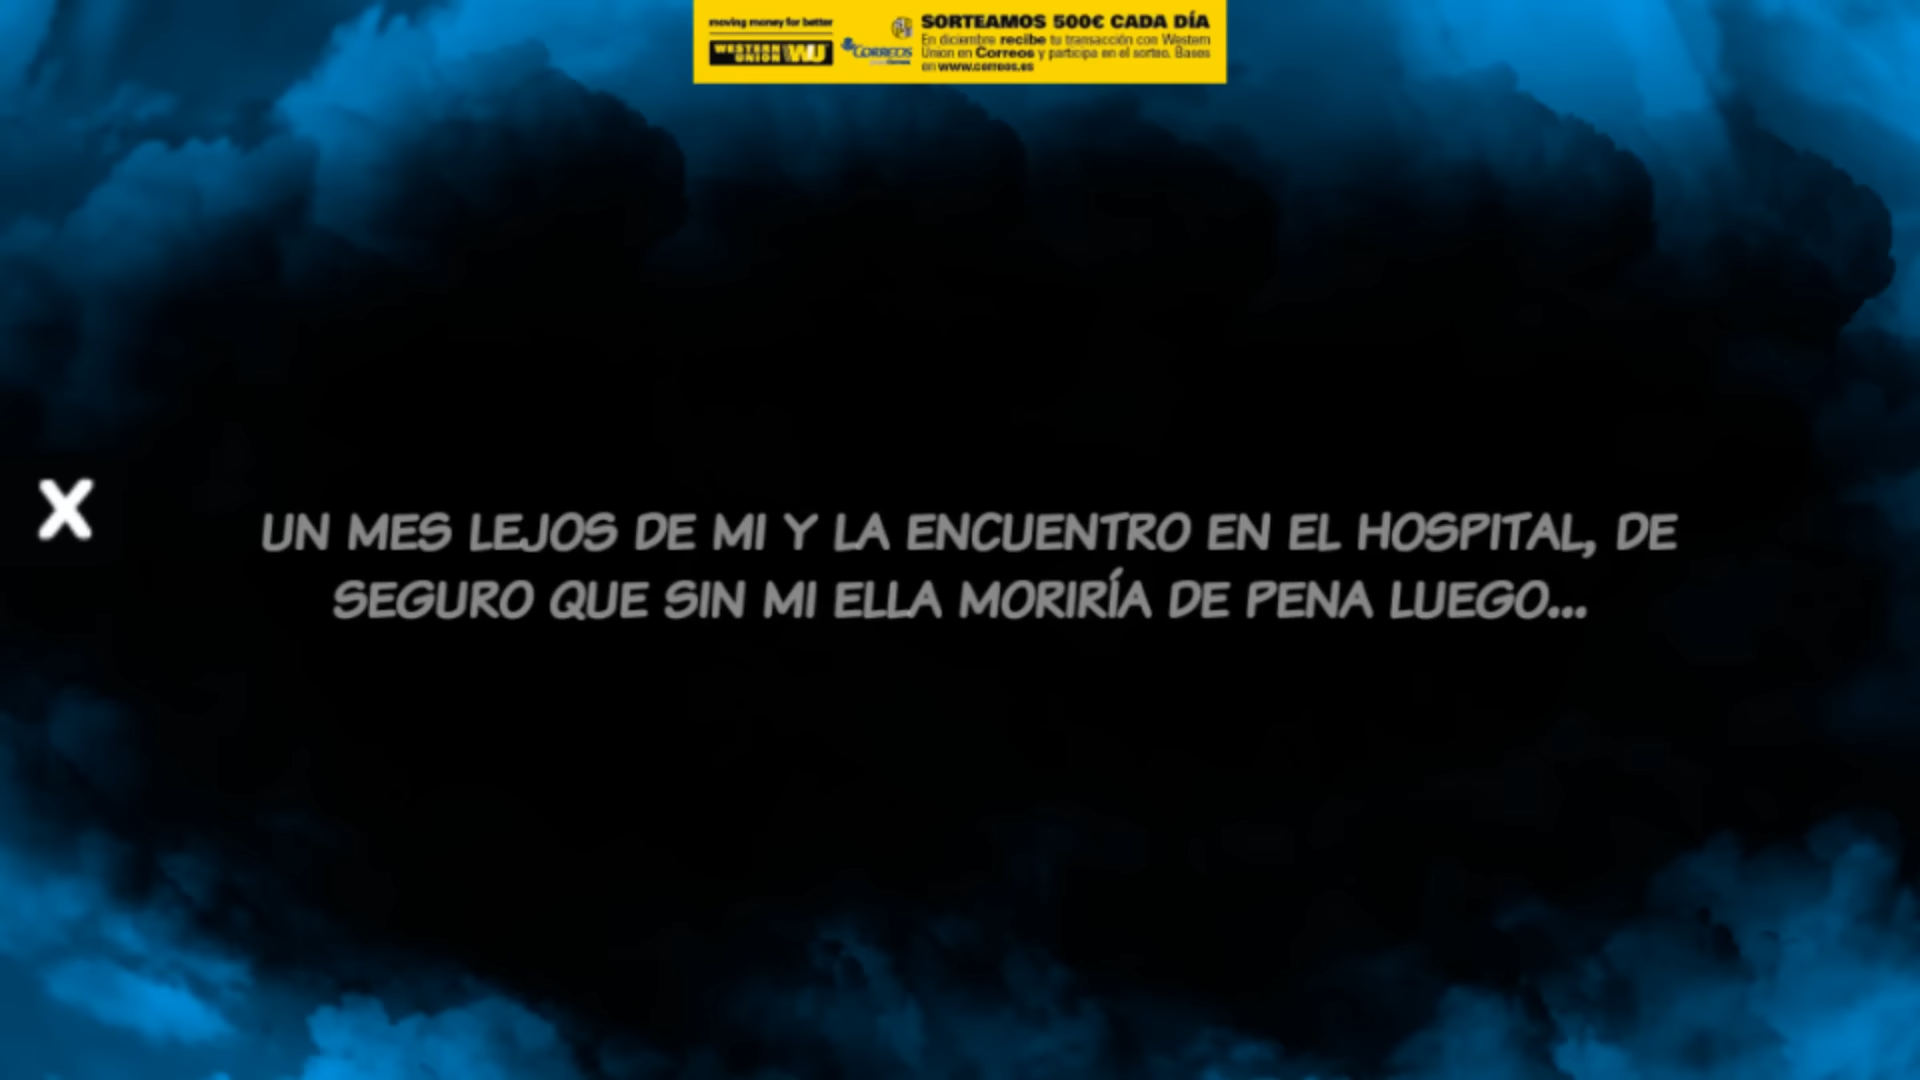 moving money for better
WESTERN UNION WU
CORREOS
SORTEAMOS 500€ CADA DÍA
En diciembre recibe tu transacción con Western
Union en Correos y participa en el sorteo. Bases
en www.correos.es
X
UN MES LEJOS DE MI Y LA ENCUENTRO EN EL HOSPITAL, DE
SEGURO QUE SIN MI ELLA MORIRÍA DE PENA LUEGO...